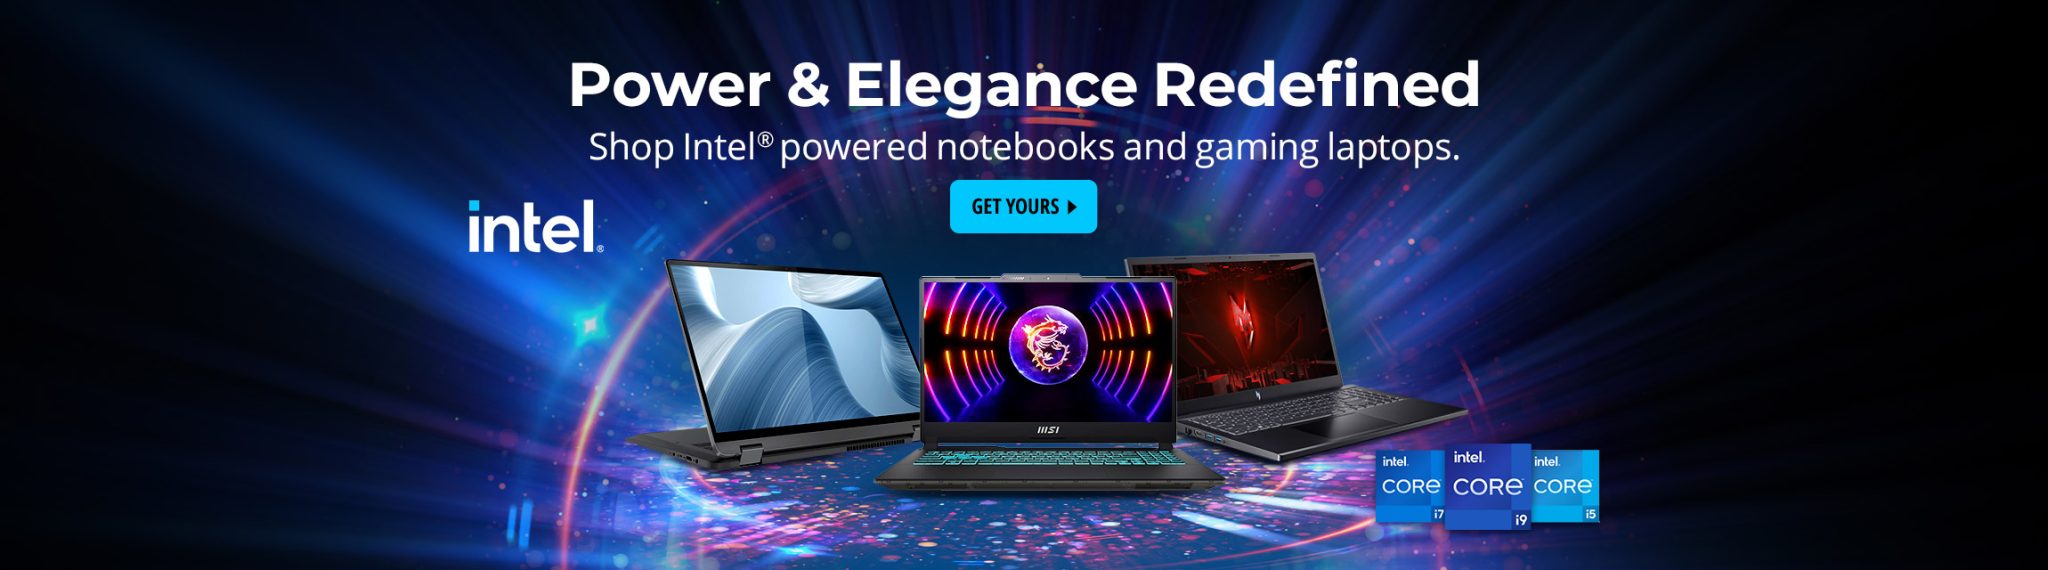 Power & Elegance Redefined
Shop Intel® powered notebooks and gaming laptops.
GET YOURS
intel®
msi
intel.
CORE
i7
intel.
CORE
i9
intel.
CORE
i5